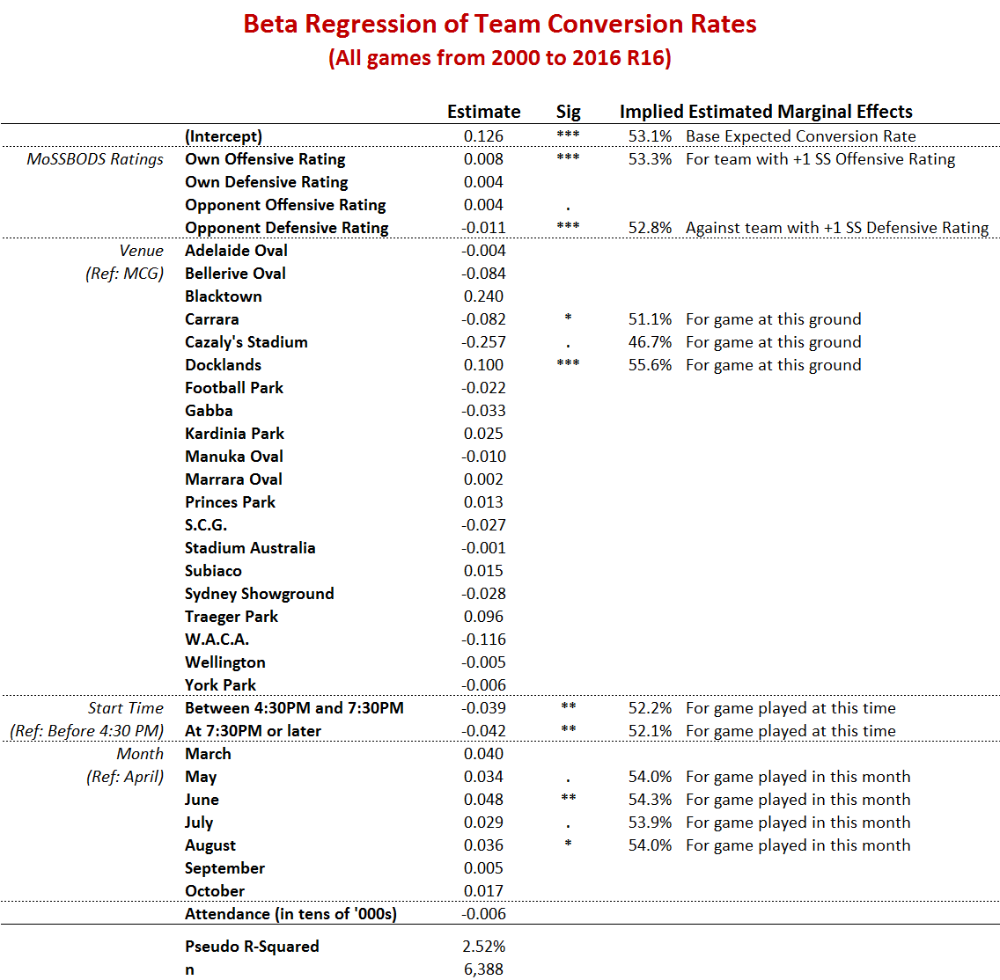 Beta Regression of Team Conversion Rates
(All games from 2000 to 2016 R16)
Estimate Sig Implied Estimated Marginal Effects
(Intercept) 0.126 *** 53.1% Base Expected Conversion Rate
MoSSBODS Ratings Own Offensive Rating 0.008 *** 53.3% For team with +1 SS Offensive Rating
Own Defensive Rating 0.004
Opponent Offensive Rating 0.004 .
Opponent Defensive Rating -0.011 *** 52.8% Against team with +1 SS Defensive Rating
Venue Adelaide Oval -0.004
(Ref: MCG) Bellerive Oval -0.084
Blacktown 0.240
Carrara -0.082 * 51.1% For game at this ground
Cazaly's Stadium -0.257 . 46.7% For game at this ground
Docklands 0.100 *** 55.6% For game at this ground
Football Park -0.022
Gabba -0.033
Kardinia Park 0.025
Manuka Oval -0.010
Marrara Oval 0.002
Princes Park 0.013
S.C.G. -0.027
Stadium Australia -0.001
Subiaco 0.015
Sydney Showground -0.028
Traeger Park 0.096
W.A.C.A. -0.116
Wellington -0.005
York Park -0.006
Start Time Between 4:30PM and 7:30PM -0.039 ** 52.2% For game played at this time
(Ref: Before 4:30 PM) At 7:30PM or later -0.042 ** 52.1% For game played at this time
Month March 0.040
(Ref: April) May 0.034 . 54.0% For game played in this month
June 0.048 ** 54.3% For game played in this month
July 0.029 . 53.9% For game played in this month
August 0.036 * 54.0% For game played in this month
September 0.005
October 0.017
Attendance (in tens of '000s) -0.006
Pseudo R-Squared 2.52%
n 6,388